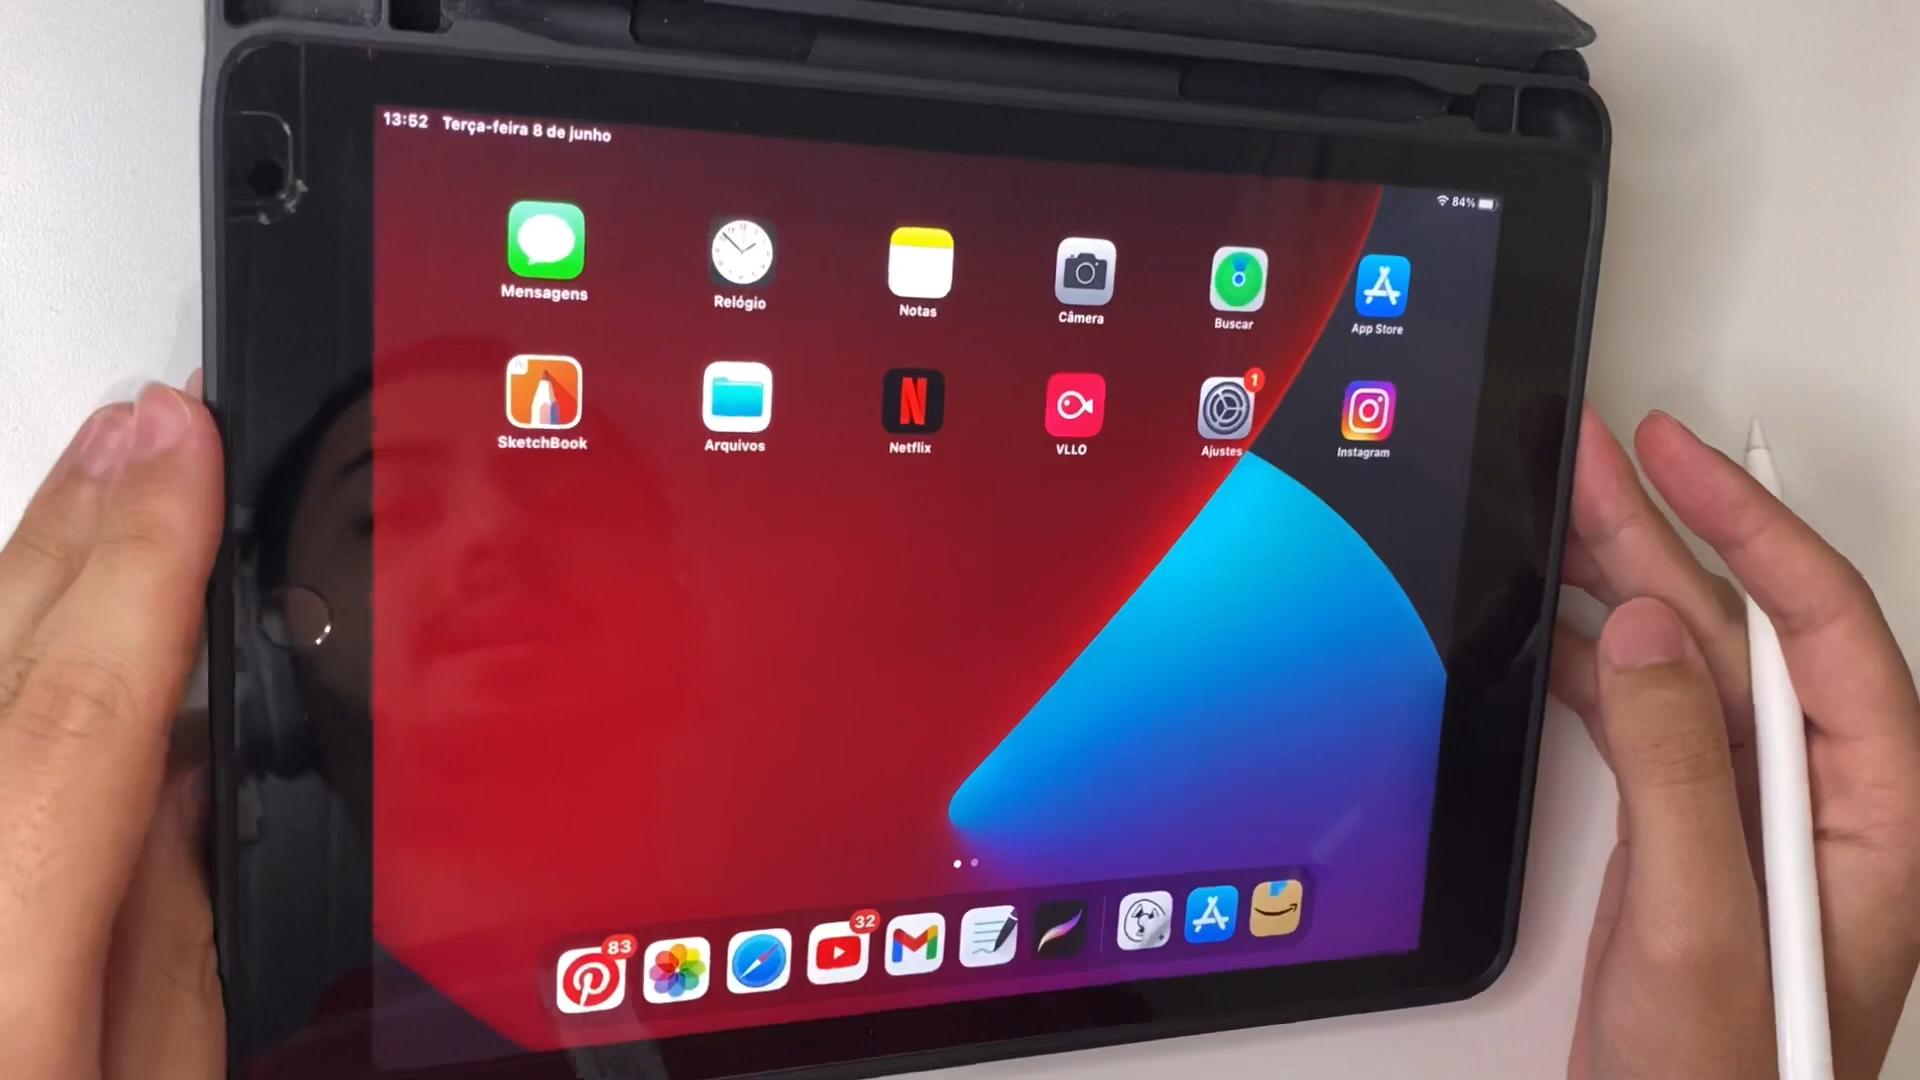 13:52 Terça-feira 8 de junho
84%
Mensagens Relógio Notas Câmera Buscar App Store
1
SketchBook Arquivos Netflix VLLO Ajustes Instagram
83 32